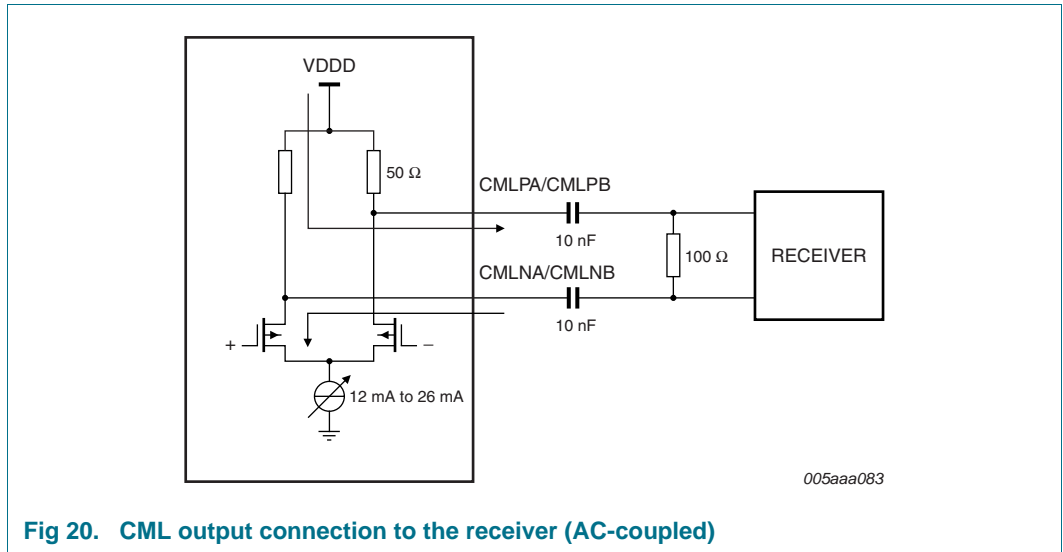 VDDD
50 Ω
CMLPA/CMLPB
10 nF
100 Ω
RECEIVER
CMLNA/CMLNB
10 nF
+
−
12 mA to 26 mA
005aaa083
Fig 20. CML output connection to the receiver (AC-coupled)